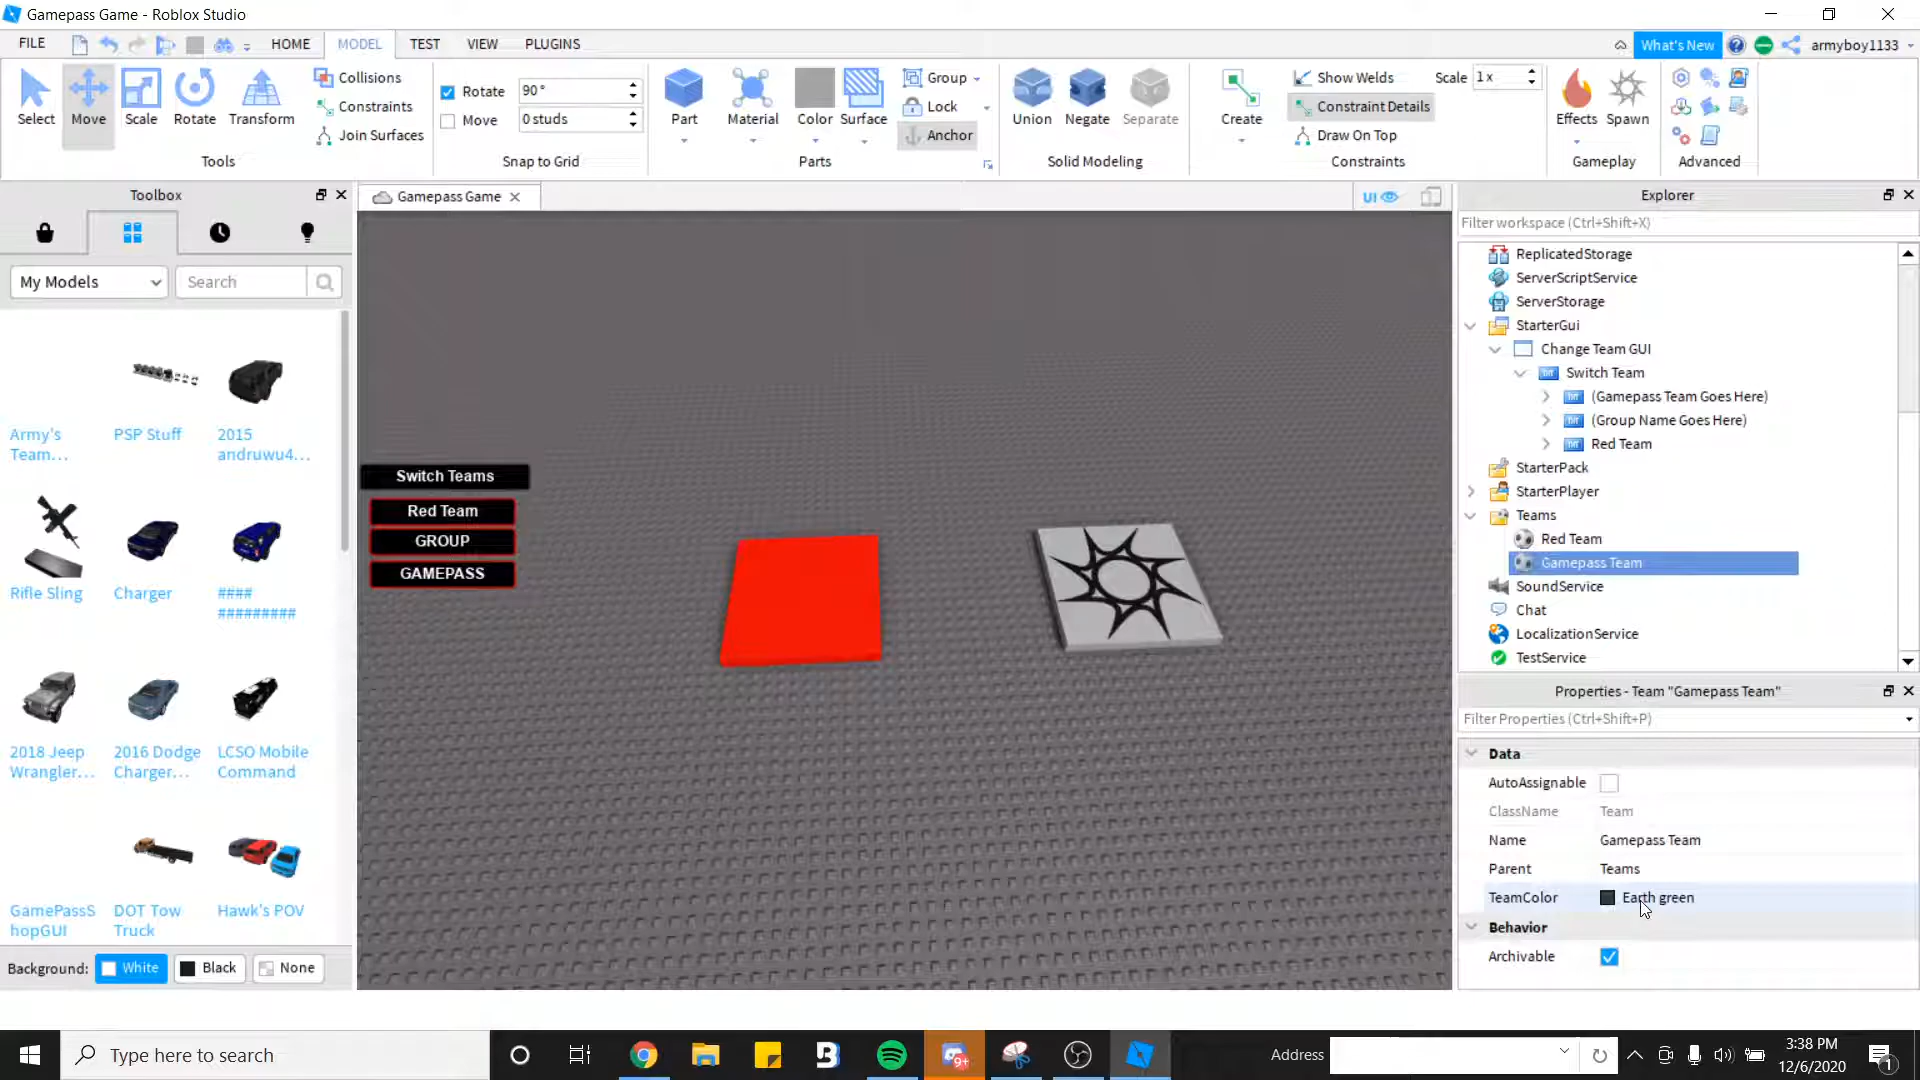 Gamepass Game - Roblox Studio
FILE
HOME
MODEL
TEST
VIEW
PLUGINS
What's New
armyboy1133
Select
Move
Scale
Rotate
Transform
Collisions
Constraints
Join Surfaces
Tools
Rotate
90°
Move
0 studs
Snap to Grid
Part
Material
Color
Surface
Group
Lock
Anchor
Parts
Union
Negate
Separate
Solid Modeling
Create
Show Welds
Scale
1 x
Constraint Details
Draw On Top
Constraints
Effects
Spawn
Gameplay
Advanced
Toolbox
My Models
Search
Army's
Team...
PSP Stuff
2015
andruwu4...
Rifle Sling
Charger
####
#########
2018 Jeep
Wrangler...
2016 Dodge
Charger...
LCSO Mobile
Command
GamePassS
hopGUI
DOT Tow
Truck
Hawk's POV
Background:
White
Black
None
Gamepass Game
UI
Switch Teams
Red Team
GROUP
GAMEPASS
Explorer
Filter workspace (Ctrl+Shift+X)
ReplicatedStorage
ServerScriptService
ServerStorage
StarterGui
Change Team GUI
Switch Team
(Gamepass Team Goes Here)
(Group Name Goes Here)
Red Team
StarterPack
StarterPlayer
Teams
Red Team
Gamepass Team
SoundService
Chat
LocalizationService
TestService
Properties - Team "Gamepass Team"
Filter Properties (Ctrl+Shift+P)
Data
AutoAssignable
ClassName
Team
Name
Gamepass Team
Parent
Teams
TeamColor
Earth green
Behavior
Archivable
Type here to search
9+
Address
3:38 PM
12/6/2020
1